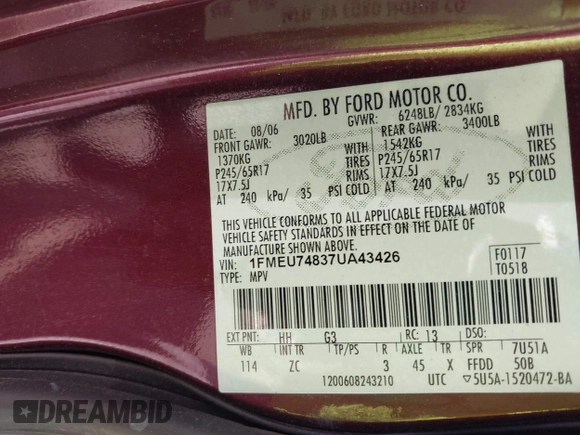 MFD. BY FORD MOTOR CO.
DATE: 08/06 GVWR: 6248LB/ 2834KG
FRONT GAWR: 3020LB REAR GAWR: 3400LB
1370KG 1542KG
P245/65R17 TIRES P245/65R17 TIRES
17X7.5J RIMS 17X7.5J RIMS
AT 240 kPa/ 35 PSI COLD AT 240 kPa/ 35 PSI COLD
THIS VEHICLE CONFORMS TO ALL APPLICABLE FEDERAL MOTOR
VEHICLE SAFETY STANDARDS IN EFFECT ON THE DATE OF
MANUFACTURE SHOWN ABOVE.
VIN: 1FMEU74837UA43426 F0117
TYPE: MPV T0518
EXT PNT: HH G3 RC: 13 DSO:
WB INT TR TP/PS R AXLE TR SPR 7U51A
114 ZC 3 45 X FFDD 50B
1200608243210 UTC ▽5U5A-1520472-BA
DREAMBID
DREAMBID.COM